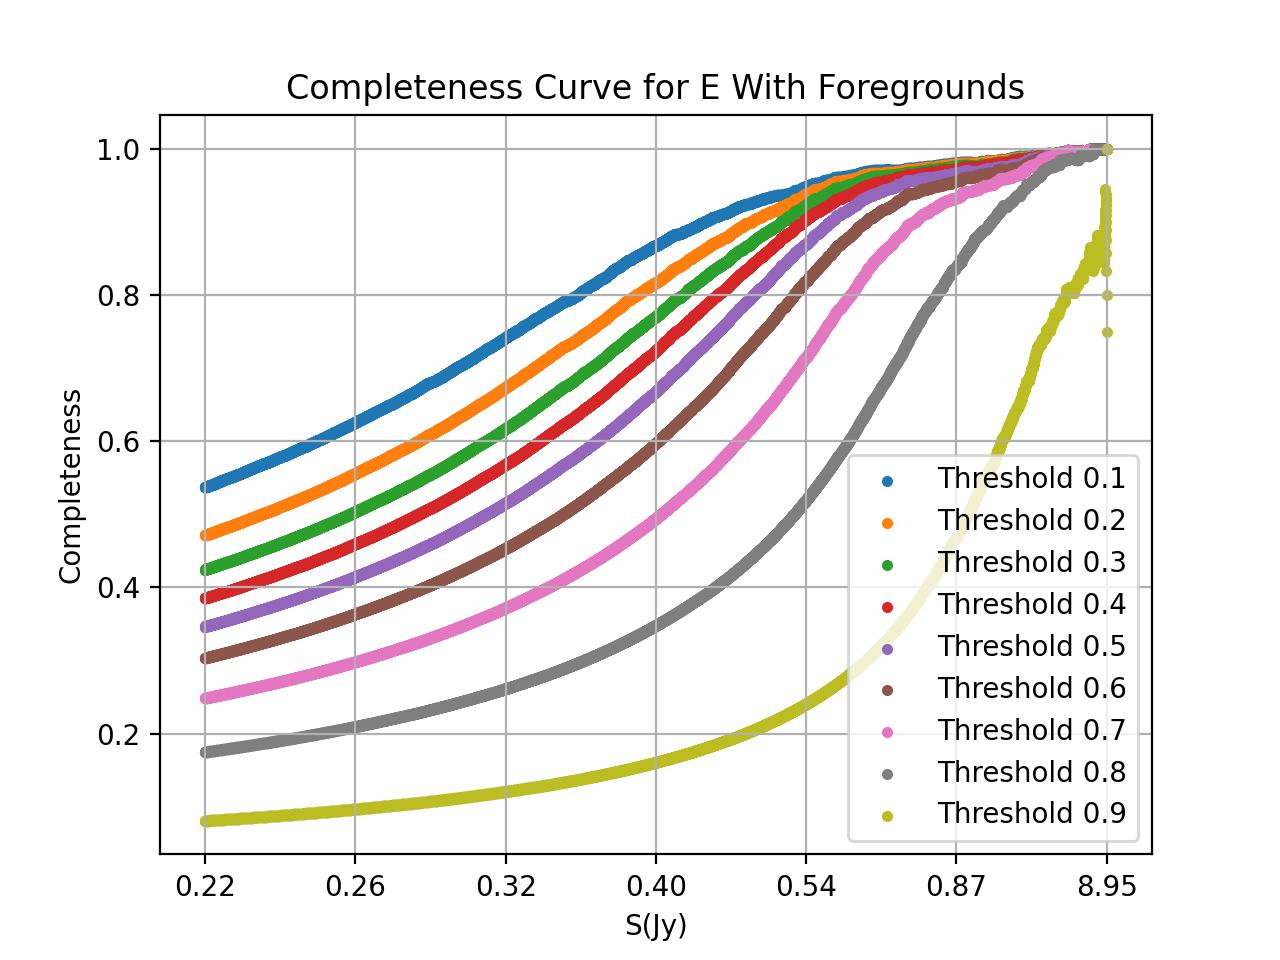 Completeness Curve for E With Foregrounds
1.0
0.8
0.6
0.4
0.2
Completeness
Threshold 0.1
Threshold 0.2
Threshold 0.3
Threshold 0.4
Threshold 0.5
Threshold 0.6
Threshold 0.7
Threshold 0.8
Threshold 0.9
0.22 0.26 0.32 0.40 0.54 0.87 8.95
S(Jy)